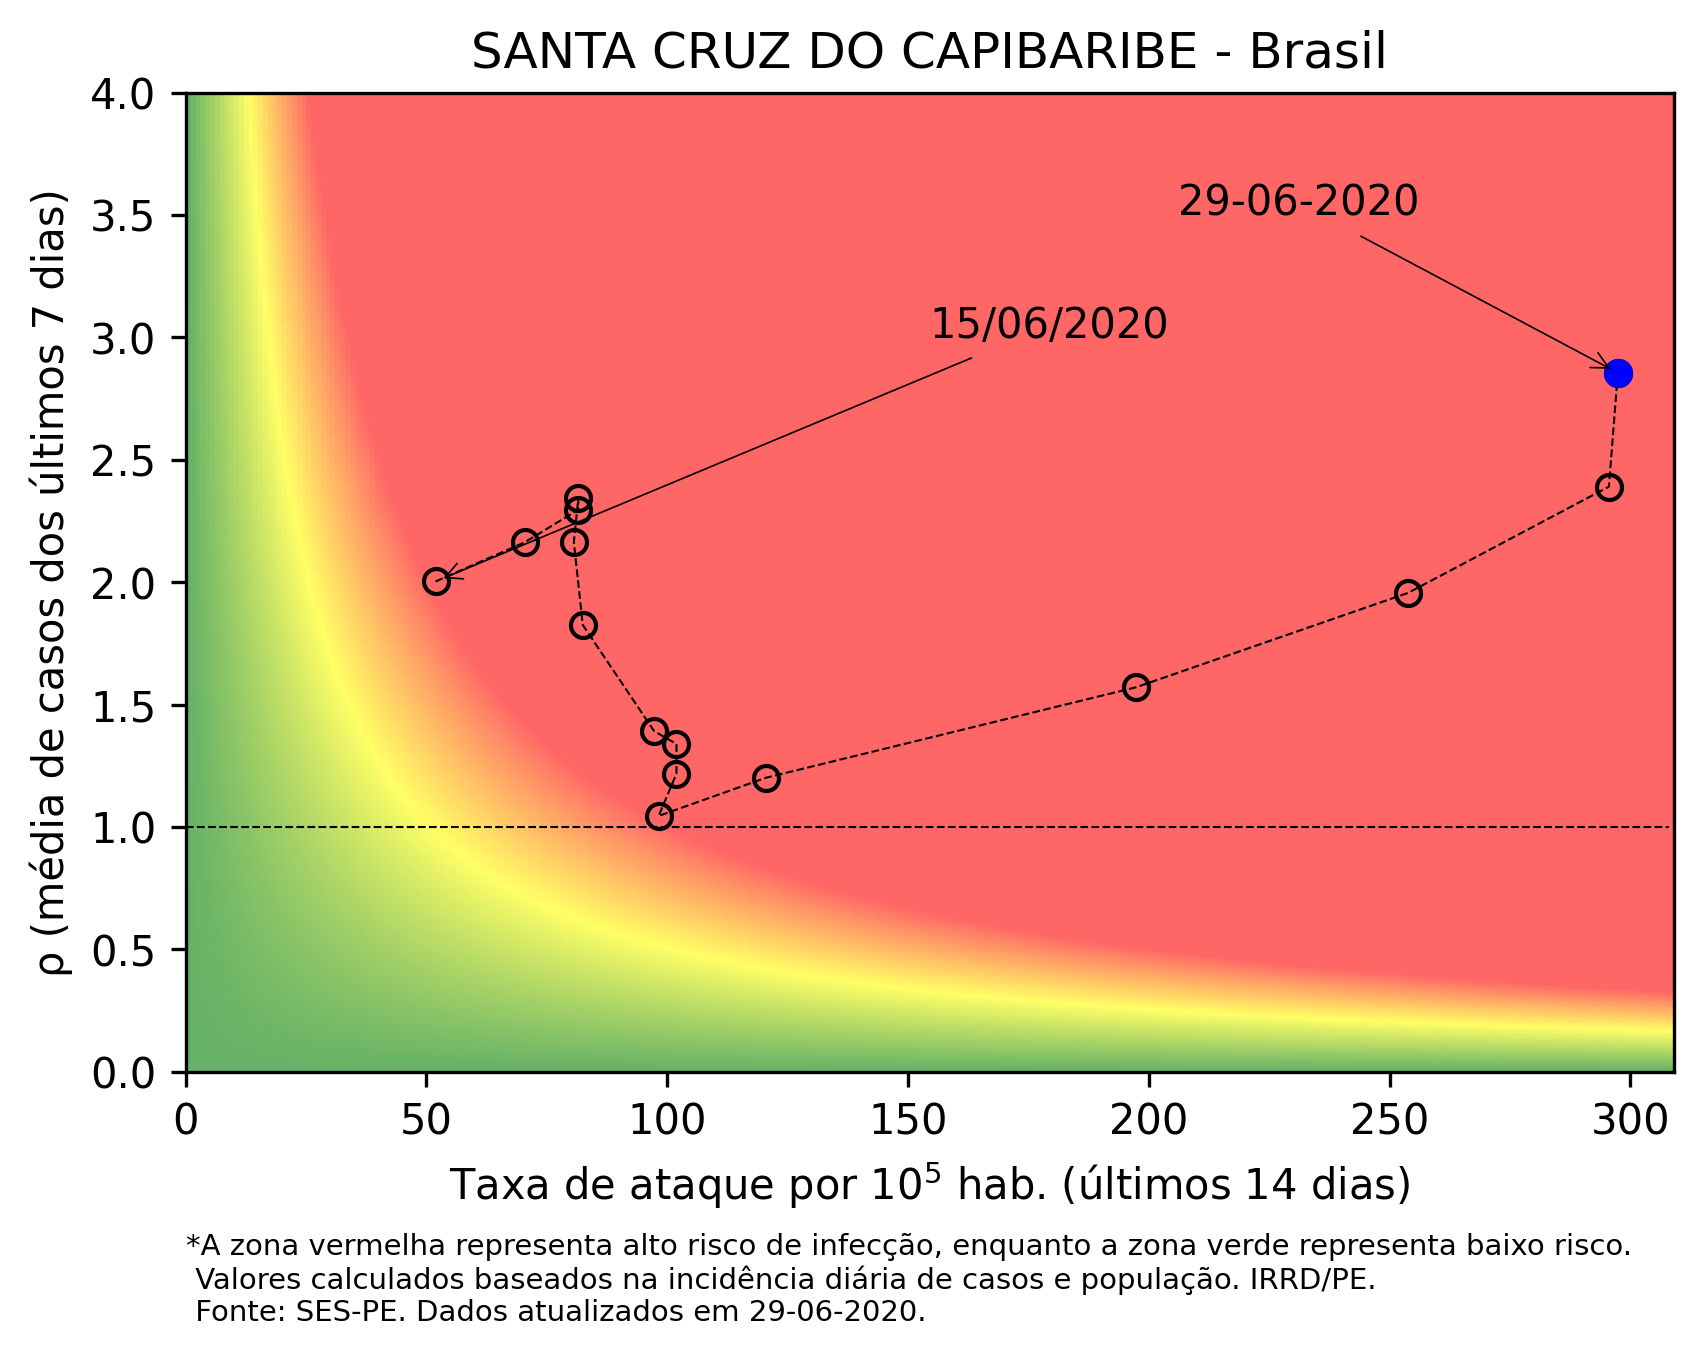 SANTA CRUZ DO CAPIBARIBE - Brasil
ρ (média de casos dos últimos 7 dias)
4.0
3.5
3.0
2.5
2.0
1.5
1.0
0.5
0.0
29-06-2020
15/06/2020
0 50 100 150 200 250 300
Taxa de ataque por 10⁵ hab. (últimos 14 dias)
*A zona vermelha representa alto risco de infecção, enquanto a zona verde representa baixo risco.
Valores calculados baseados na incidência diária de casos e população. IRRD/PE.
Fonte: SES-PE. Dados atualizados em 29-06-2020.